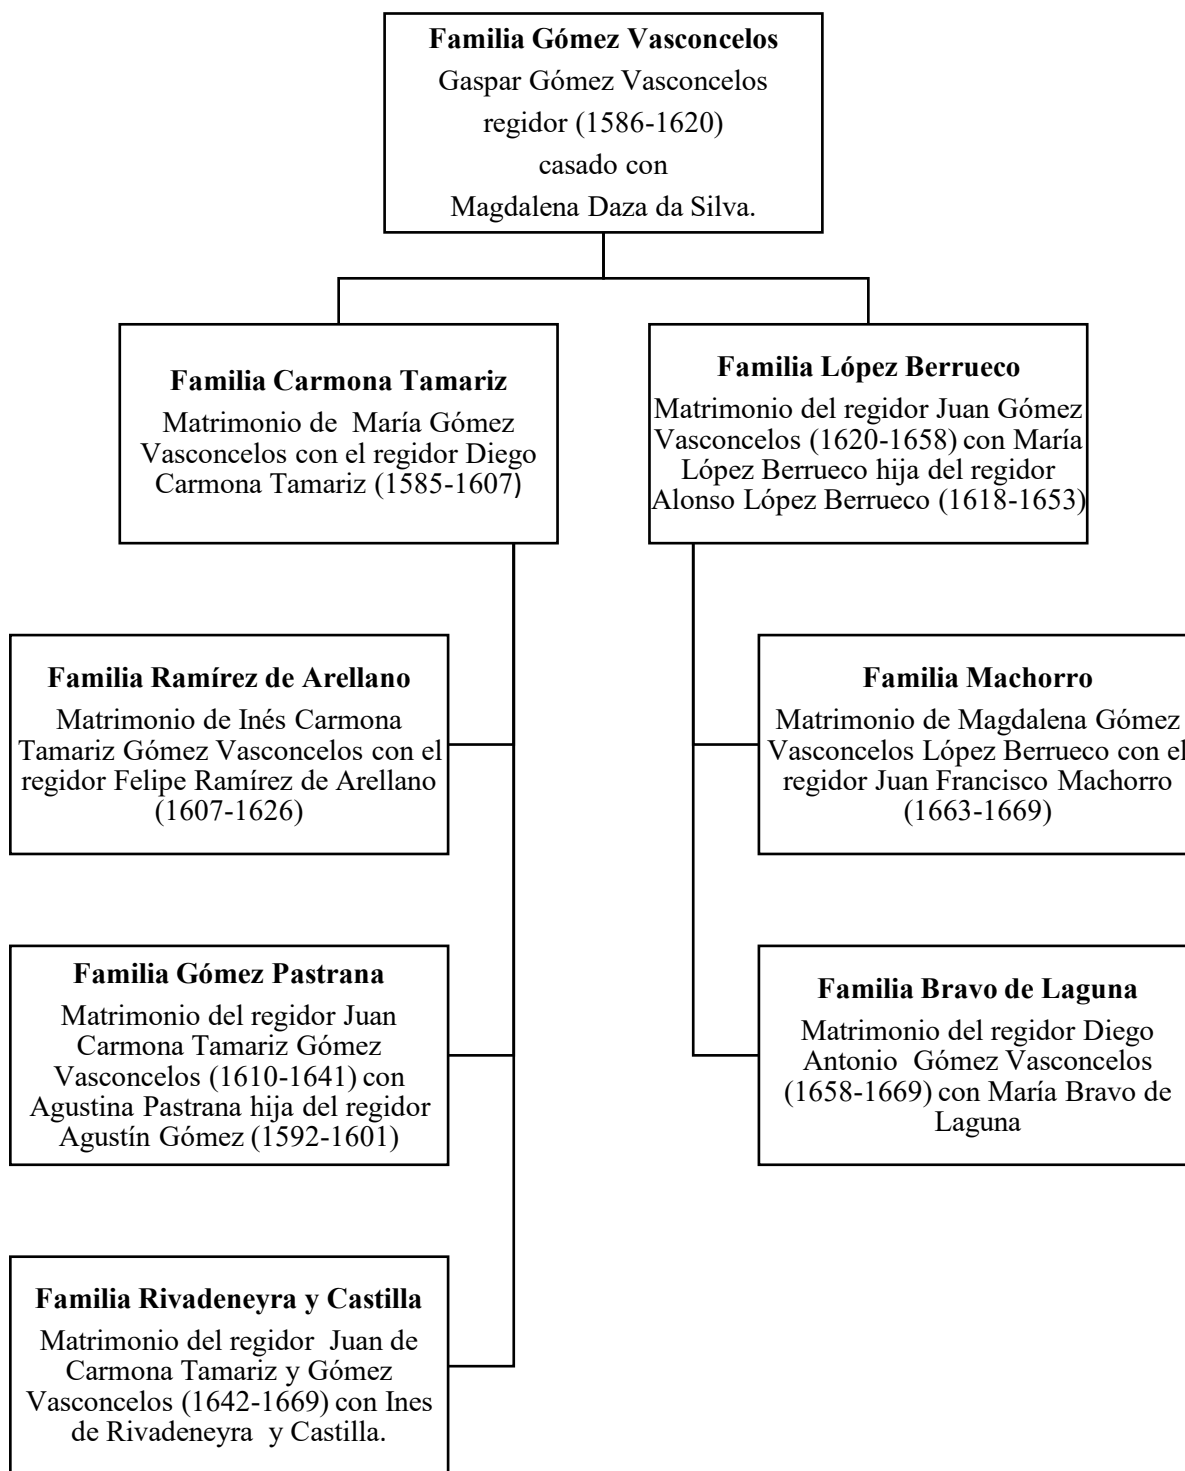 Familia Gómez Vasconcelos
Gaspar Gómez Vasconcelos
regidor (1586-1620)
casado con
Magdalena Daza da Silva.
Familia Carmona Tamariz
Matrimonio de María Gómez
Vasconcelos con el regidor Diego
Carmona Tamariz (1585-1607)
Familia López Berrueco
Matrimonio del regidor Juan Gómez
Vasconcelos (1620-1658) con María
López Berrueco hija del regidor
Alonso López Berrueco (1618-1653)
Familia Ramírez de Arellano
Matrimonio de Inés Carmona
Tamariz Gómez Vasconcelos con el
regidor Felipe Ramírez de Arellano
(1607-1626)
Familia Machorro
Matrimonio de Magdalena Gómez
Vasconcelos López Berrueco con el
regidor Juan Francisco Machorro
(1663-1669)
Familia Gómez Pastrana
Matrimonio del regidor Juan
Carmona Tamariz Gómez
Vasconcelos (1610-1641) con
Agustina Pastrana hija del regidor
Agustín Gómez (1592-1601)
Familia Bravo de Laguna
Matrimonio del regidor Diego
Antonio Gómez Vasconcelos
(1658-1669) con María Bravo de
Laguna
Familia Rivadeneyra y Castilla
Matrimonio del regidor Juan de
Carmona Tamariz y Gómez
Vasconcelos (1642-1669) con Ines
de Rivadeneyra y Castilla.